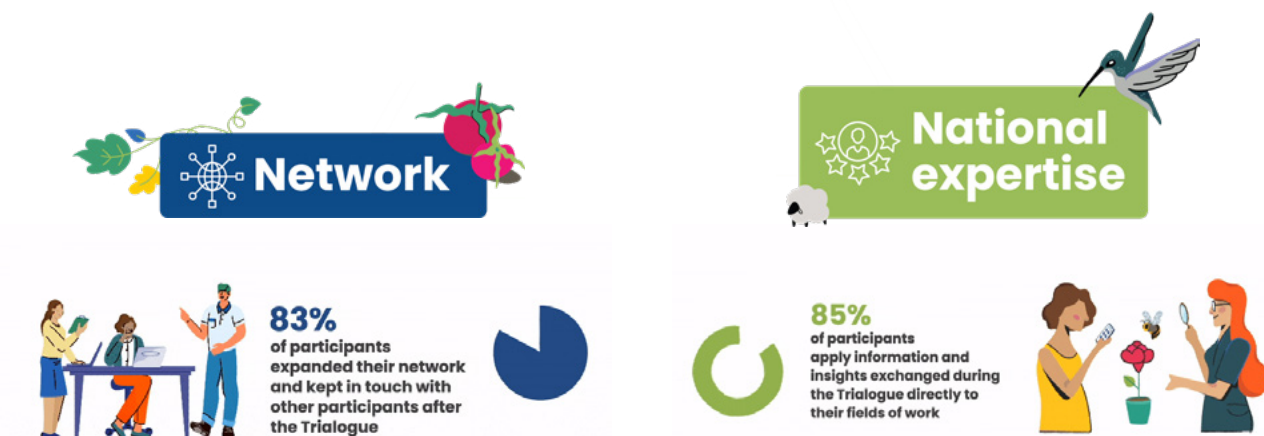 Network
83%
of participants
expanded their network
and kept in touch with
other participants after
the Trialogue
National
expertise
85%
of participants
apply information and
insights exchanged during
the Trialogue directly to
their fields of work